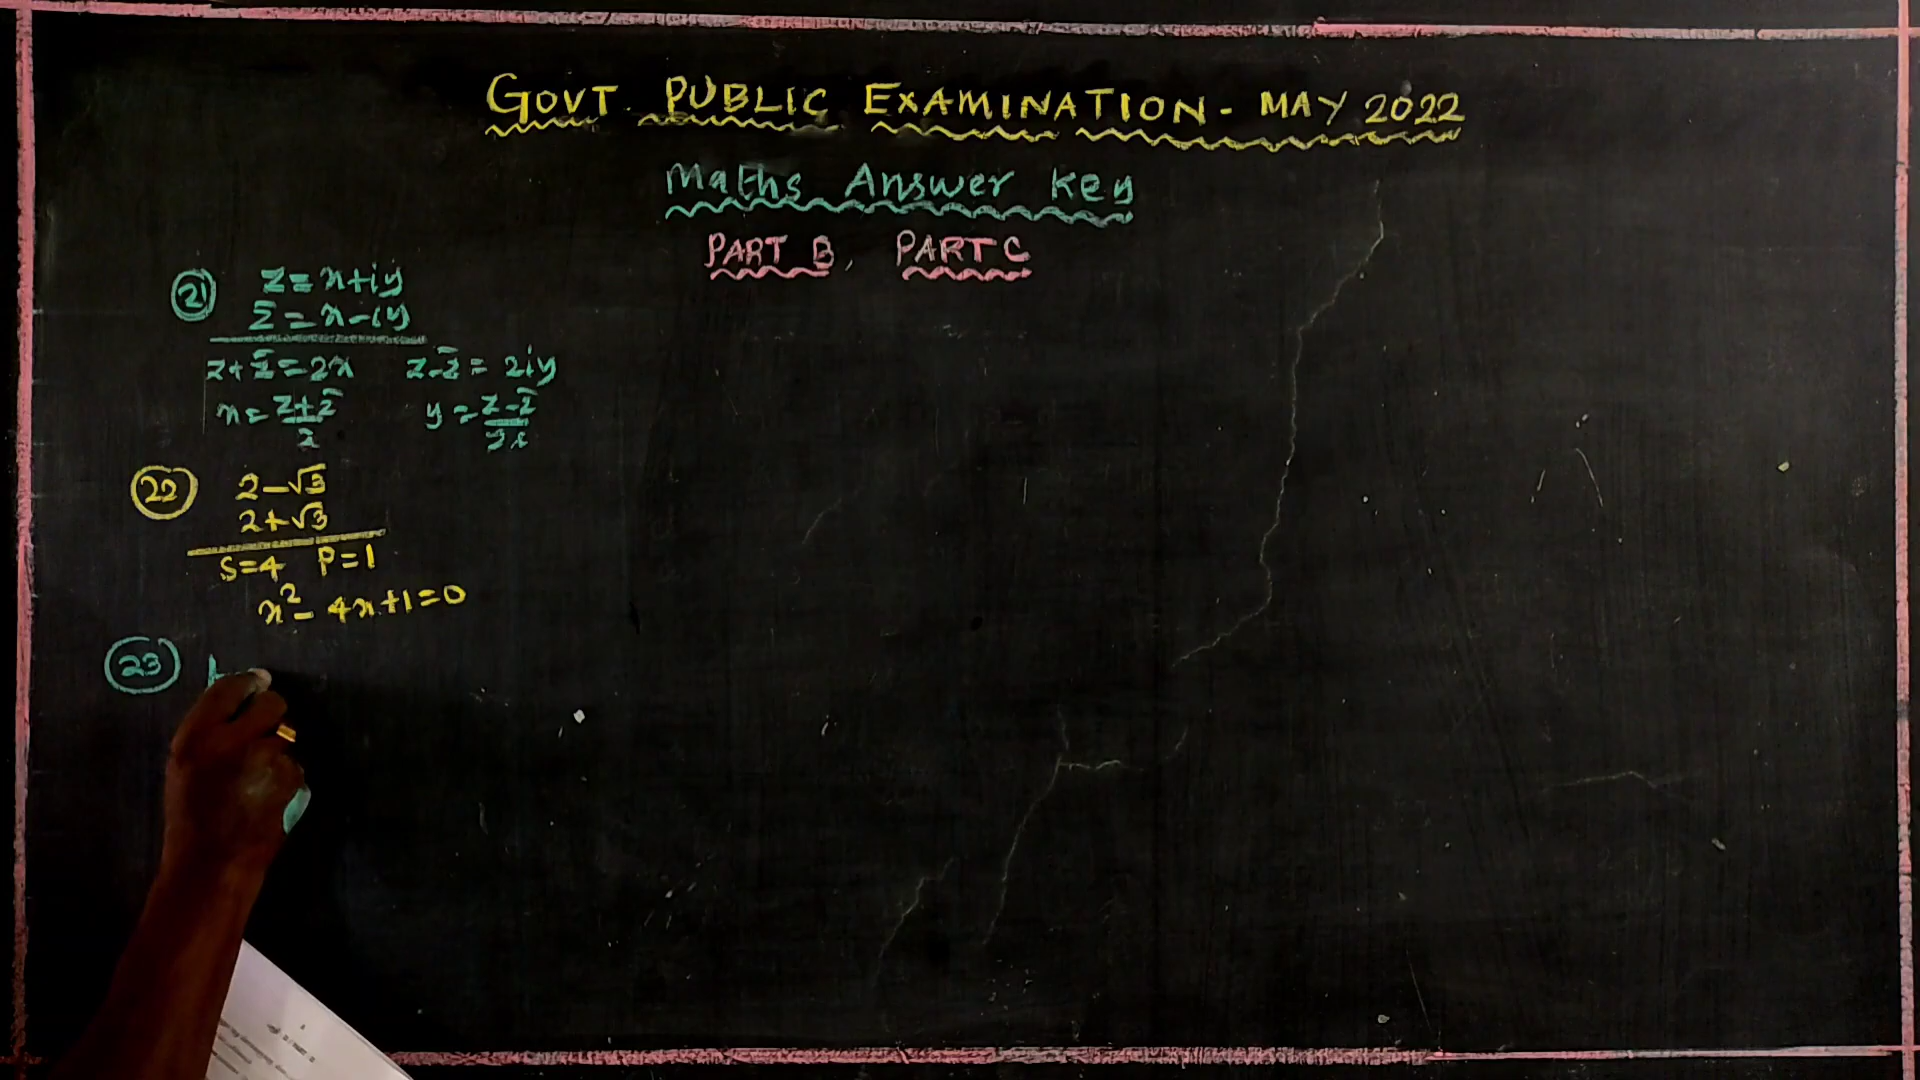 GOVT. PUBLIC EXAMINATION - MAY 2022
Maths Answer Key
PART B, PART C
21 z = x+iy
z̄ = x-iy
z+z̄ = 2x z-z̄ = 2iy
x = z+z̄/2 y = z-z̄/2i
22 2-√3
2+√3
S=4 P=1
x²- 4x+1=0
23